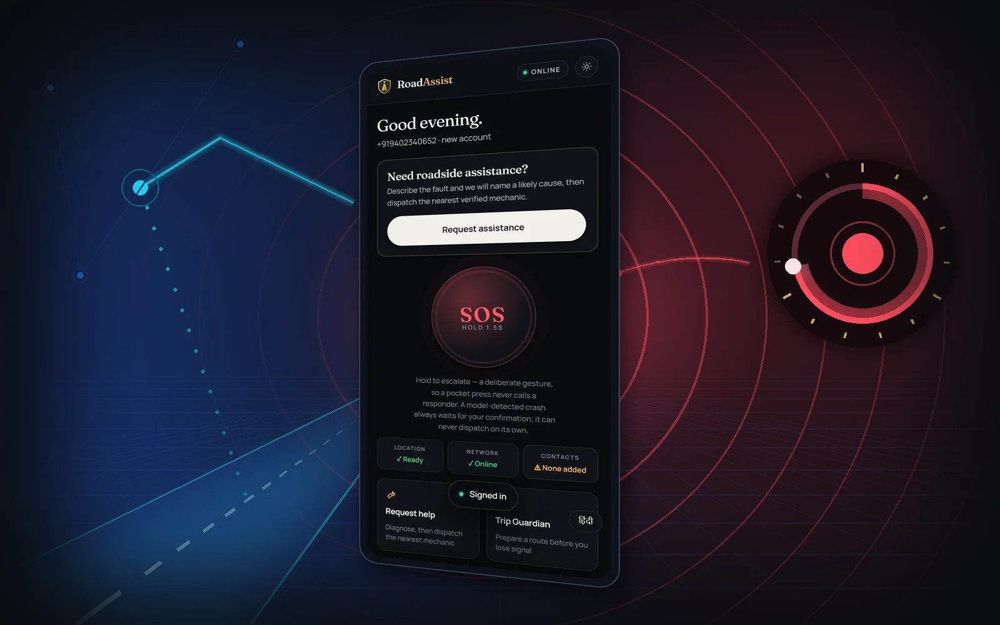 RoadAssist
ONLINE
Good evening.
+919402340652 · new account
Need roadside assistance?
Describe the fault and we will name a likely cause, then
dispatch the nearest verified mechanic.
Request assistance
SOS
HOLD 1.5S
Hold to escalate — a deliberate gesture,
so a pocket press never calls a
responder. A model-detected crash
always waits for your confirmation; it can
never dispatch on its own.
LOCATION
✓ Ready
NETWORK
✓ Online
CONTACTS
⚠ None added
Signed in
Request help
Diagnose, then dispatch
the nearest mechanic
Trip Guardian
हिंदी
Prepare a route before you
lose signal